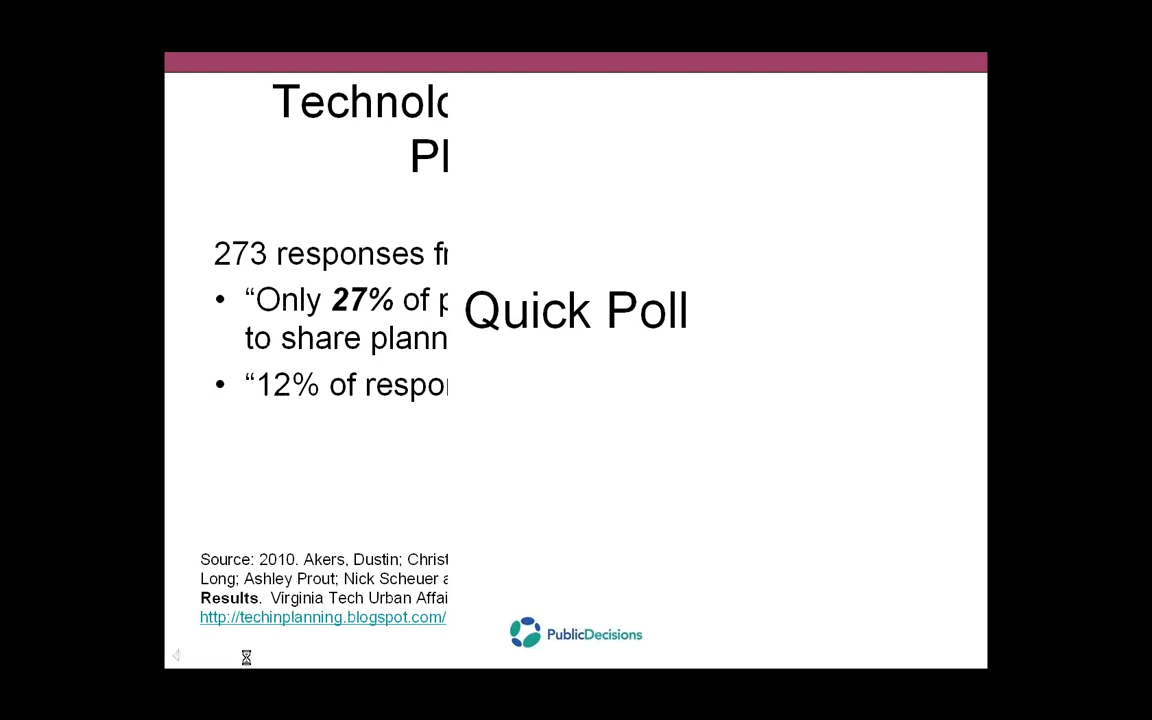 Technolo
Pl
273 responses fr
• “Only 27% of p
Quick Poll
to share plann
• “12% of respon
Source: 2010. Akers, Dustin; Christ
Long; Ashley Prout; Nick Scheuer a
Results. Virginia Tech Urban Affai
http://techinplanning.blogspot.com/
PublicDecisions